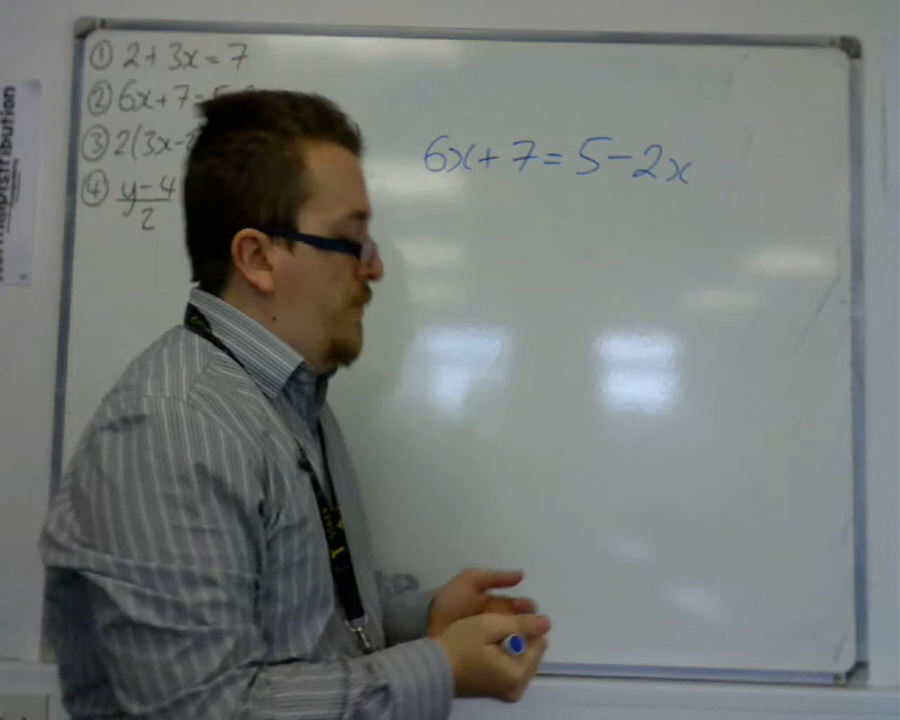 ① 2 + 3x = 7
② 6x + 7 =
③ 2(3x -
④ y - 4
2
6x + 7 = 5 - 2x